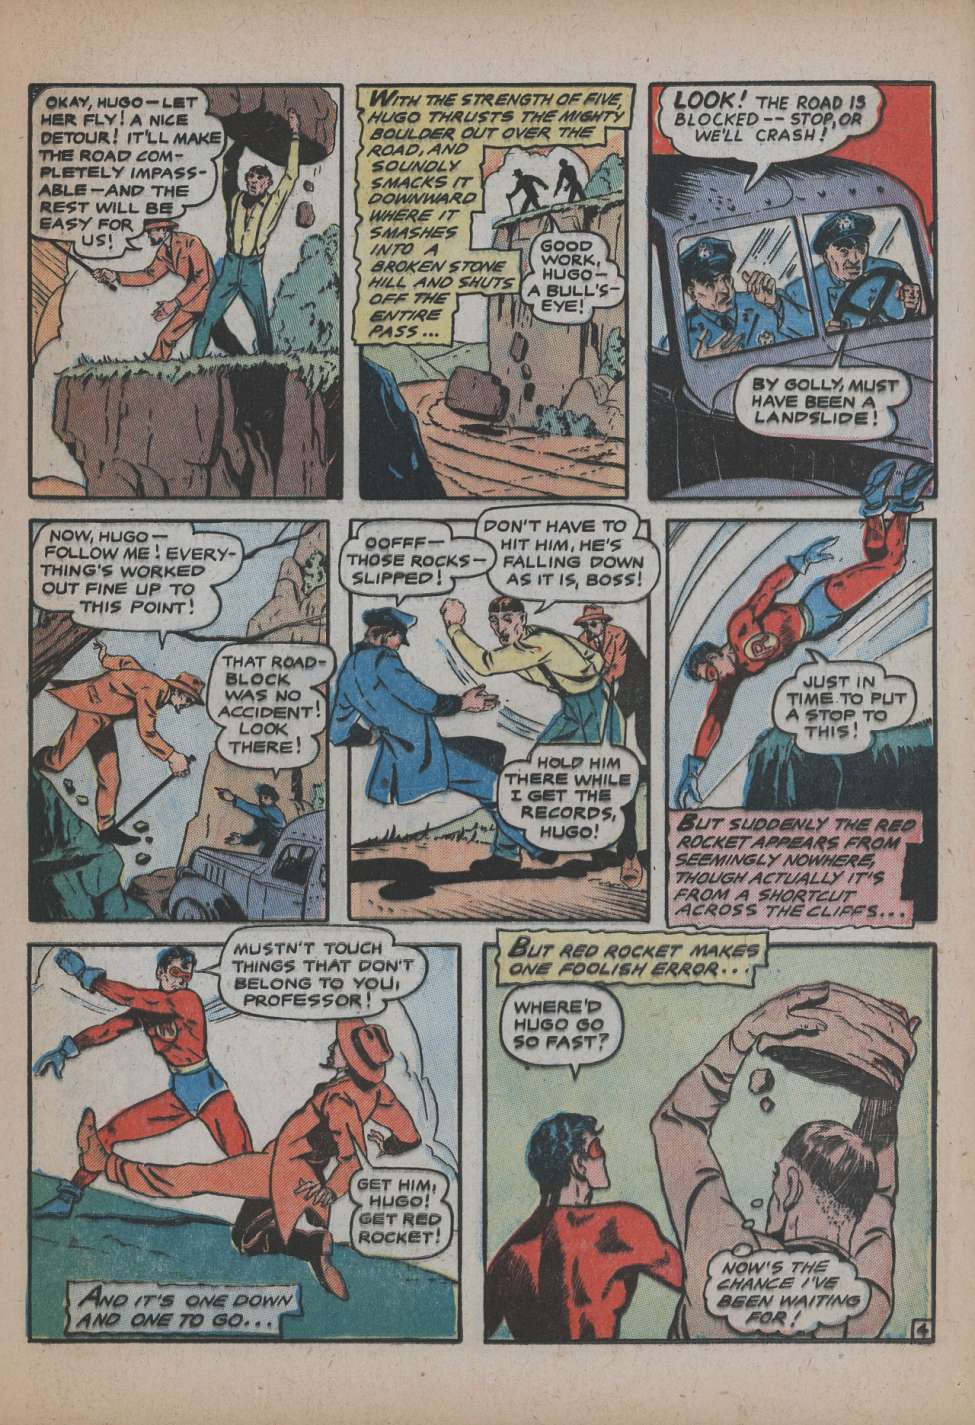 OKAY, HUGO—LET
HER FLY! A NICE
DETOUR! IT'LL MAKE
THE ROAD COM-
PLETELY IMPASS-
ABLE—AND THE
REST WILL BE
EASY FOR
US!
WITH THE STRENGTH OF FIVE,
HUGO THRUSTS THE MIGHTY
BOULDER OUT OVER THE
ROAD, AND
SOUNDLY
SMACKS IT
DOWNWARD
WHERE IT
SMASHES
INTO A
BROKEN STONE
HILL AND SHUTS
OFF THE
ENTIRE
PASS...
GOOD
WORK,
HUGO—
A BULL'S-
EYE!
LOOK! THE ROAD IS
BLOCKED -- STOP, OR
WE'LL CRASH!
BY GOLLY, MUST
HAVE BEEN A
LANDSLIDE!
NOW, HUGO—
FOLLOW ME! EVERY-
THING'S WORKED
OUT FINE UP TO
THIS POINT!
THAT ROAD-
BLOCK
WAS NO
ACCIDENT!
LOOK
THERE!
OOFFF—
THOSE ROCKS—
SLIPPED!
DON'T HAVE TO
HIT HIM, HE'S
FALLING DOWN
AS IT IS, BOSS!
HOLD HIM
THERE WHILE
I GET THE
RECORDS,
HUGO!
R
JUST IN
TIME TO PUT
A STOP TO
THIS!
BUT SUDDENLY THE RED
ROCKET APPEARS FROM
SEEMINGLY NOWHERE,
THOUGH ACTUALLY IT'S
FROM A SHORTCUT
ACROSS THE CLIFFS...
MUSTN'T TOUCH
THINGS THAT DON'T
BELONG TO YOU,
PROFESSOR!
GET HIM,
HUGO!
GET RED
ROCKET!
AND IT'S ONE DOWN
AND ONE TO GO...
BUT RED ROCKET MAKES
ONE FOOLISH ERROR...
WHERE'D
HUGO GO
SO FAST?
NOW'S THE
CHANCE I'VE
BEEN WAITING
FOR!
4